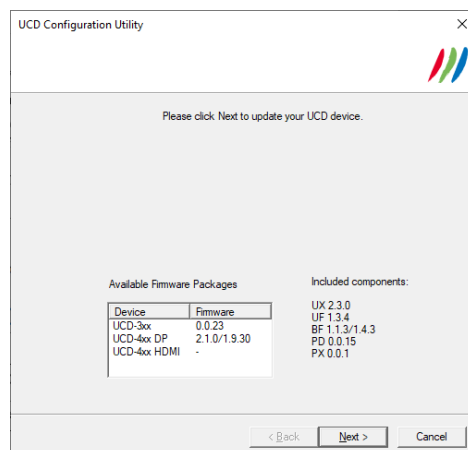 UCD Configuration Utility
Please click Next to update your UCD device.
Available Firmware Packages
Device Firmware
UCD-3xx 0.0.23
UCD-4xx DP 2.1.0/1.9.30
UCD-4xx HDMI -
Included components:
UX 2.3.0
UF 1.3.4
BF 1.1.3/1.4.3
PD 0.0.15
PX 0.0.1
< Back Next > Cancel